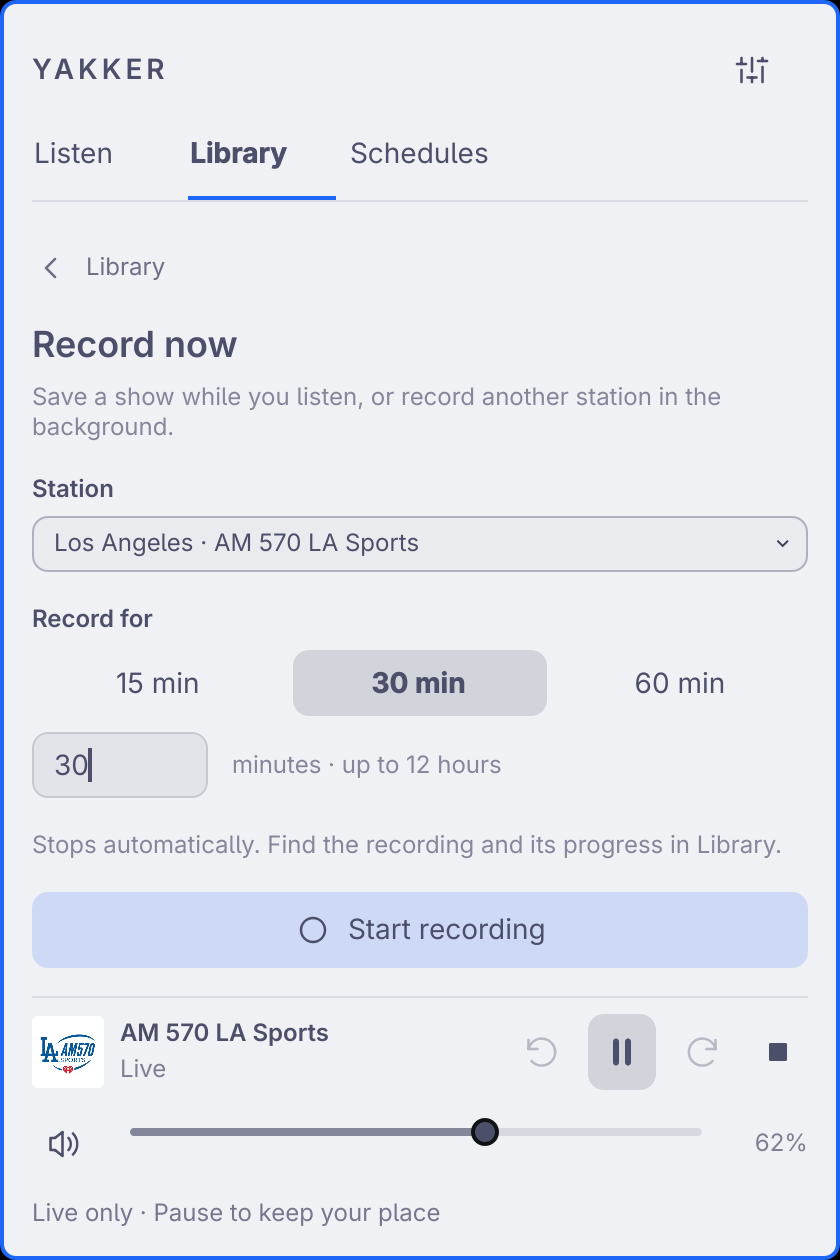 YAKKER
Listen
Library
Schedules
Library
Record now
Save a show while you listen, or record another station in the
background.
Station
Los Angeles · AM 570 LA Sports
Record for
15 min
30 min
60 min
30
minutes · up to 12 hours
Stops automatically. Find the recording and its progress in Library.
Start recording
LA AM570
SPORTS
AM 570 LA Sports
Live
62%
Live only · Pause to keep your place